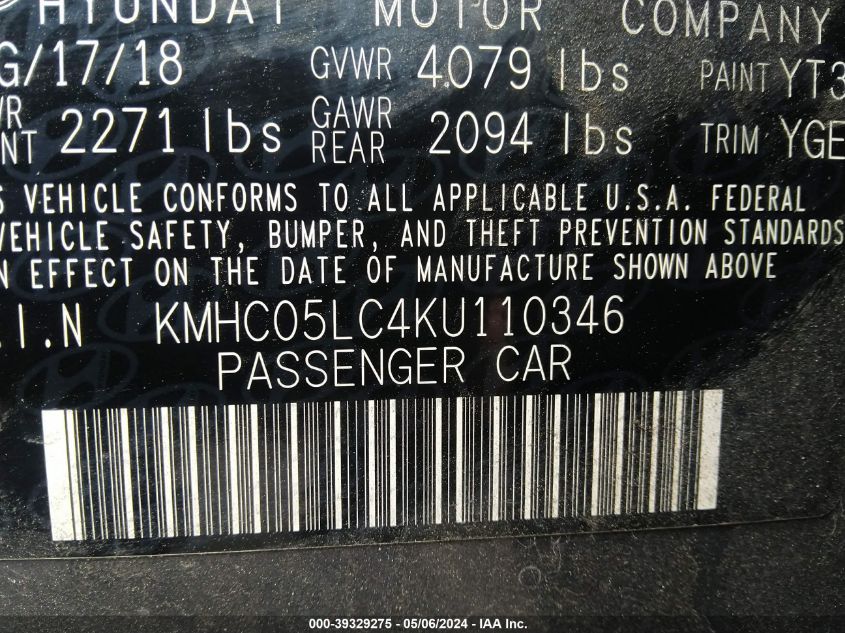 HYUNDAI MOTOR COMPANY
G/17/18 GVWR 4079 lbs PAINT YT3
WR 2271 lbs GAWR 2094 lbs TRIM YGE
NT REAR
S VEHICLE CONFORMS TO ALL APPLICABLE U.S.A. FEDERAL
VEHICLE SAFETY, BUMPER, AND THEFT PREVENTION STANDARDS
N EFFECT ON THE DATE OF MANUFACTURE SHOWN ABOVE
.I.N KMHC05LC4KU110346
PASSENGER CAR
000-39329275 - 05/06/2024 - IAA Inc.